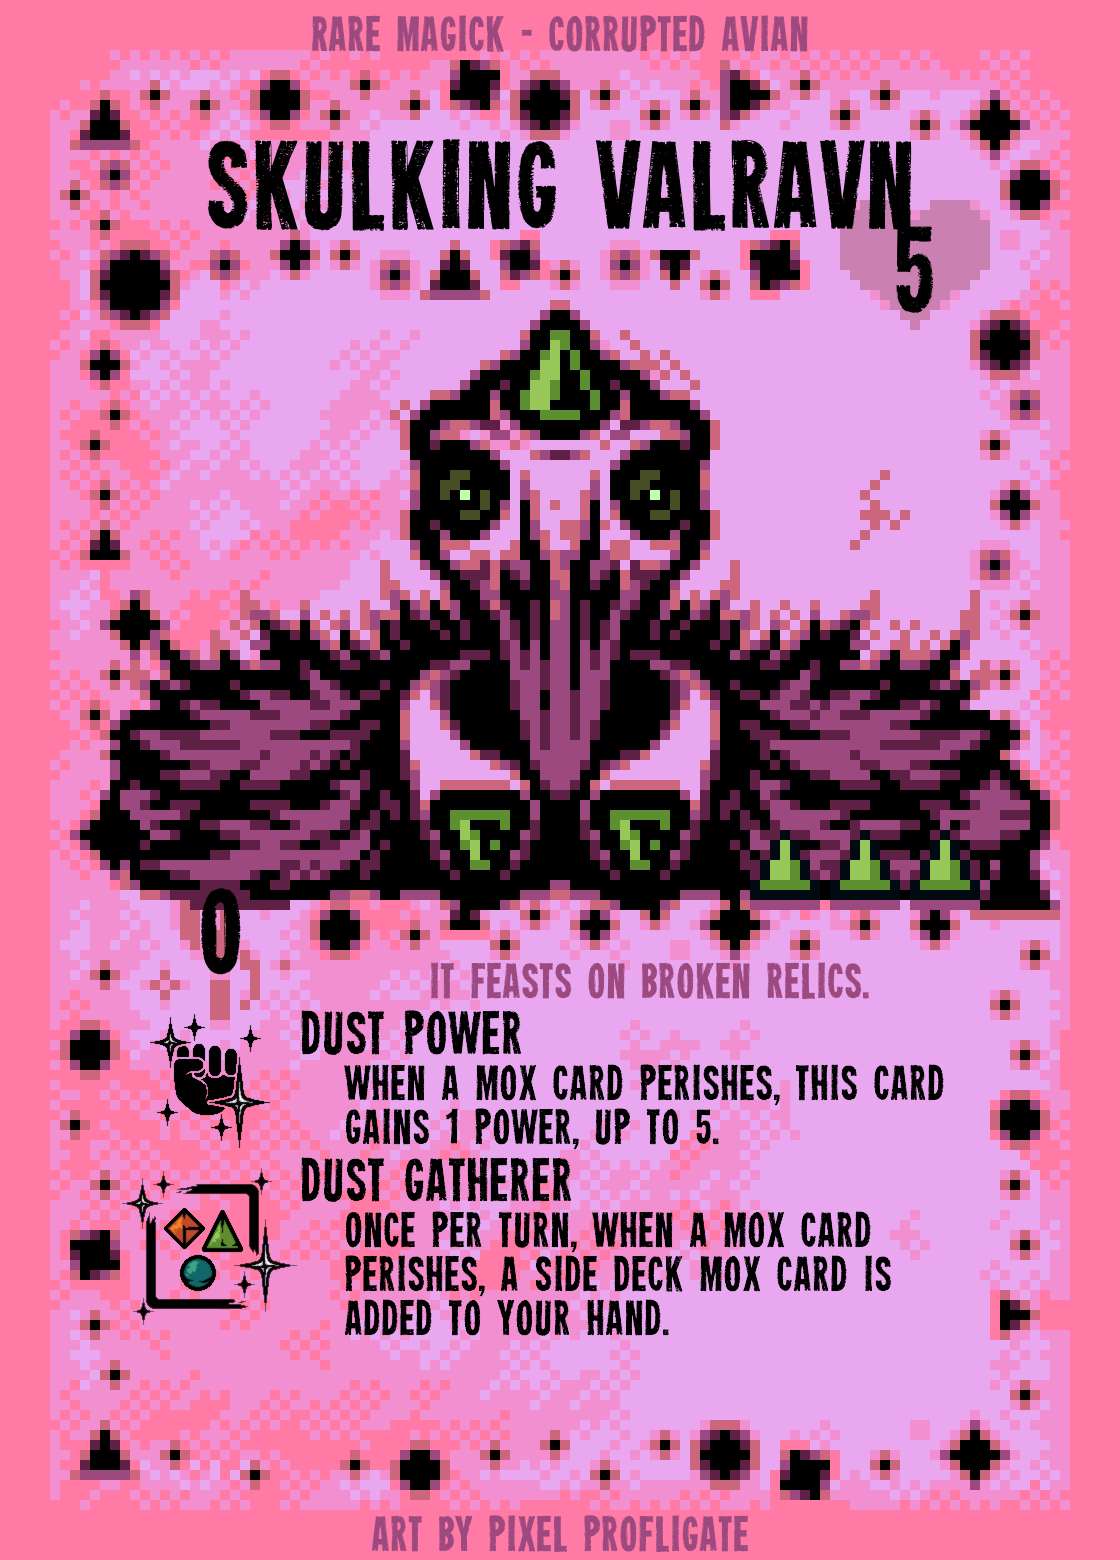 RARE MAGICK - CORRUPTED AVIAN
SKULKING VALRAVN
5
0
IT FEASTS ON BROKEN RELICS.
DUST POWER
WHEN A MOX CARD PERISHES, THIS CARD
GAINS 1 POWER, UP TO 5.
DUST GATHERER
ONCE PER TURN, WHEN A MOX CARD
PERISHES, A SIDE DECK MOX CARD IS
ADDED TO YOUR HAND.
ART BY PIXEL PROFLIGATE